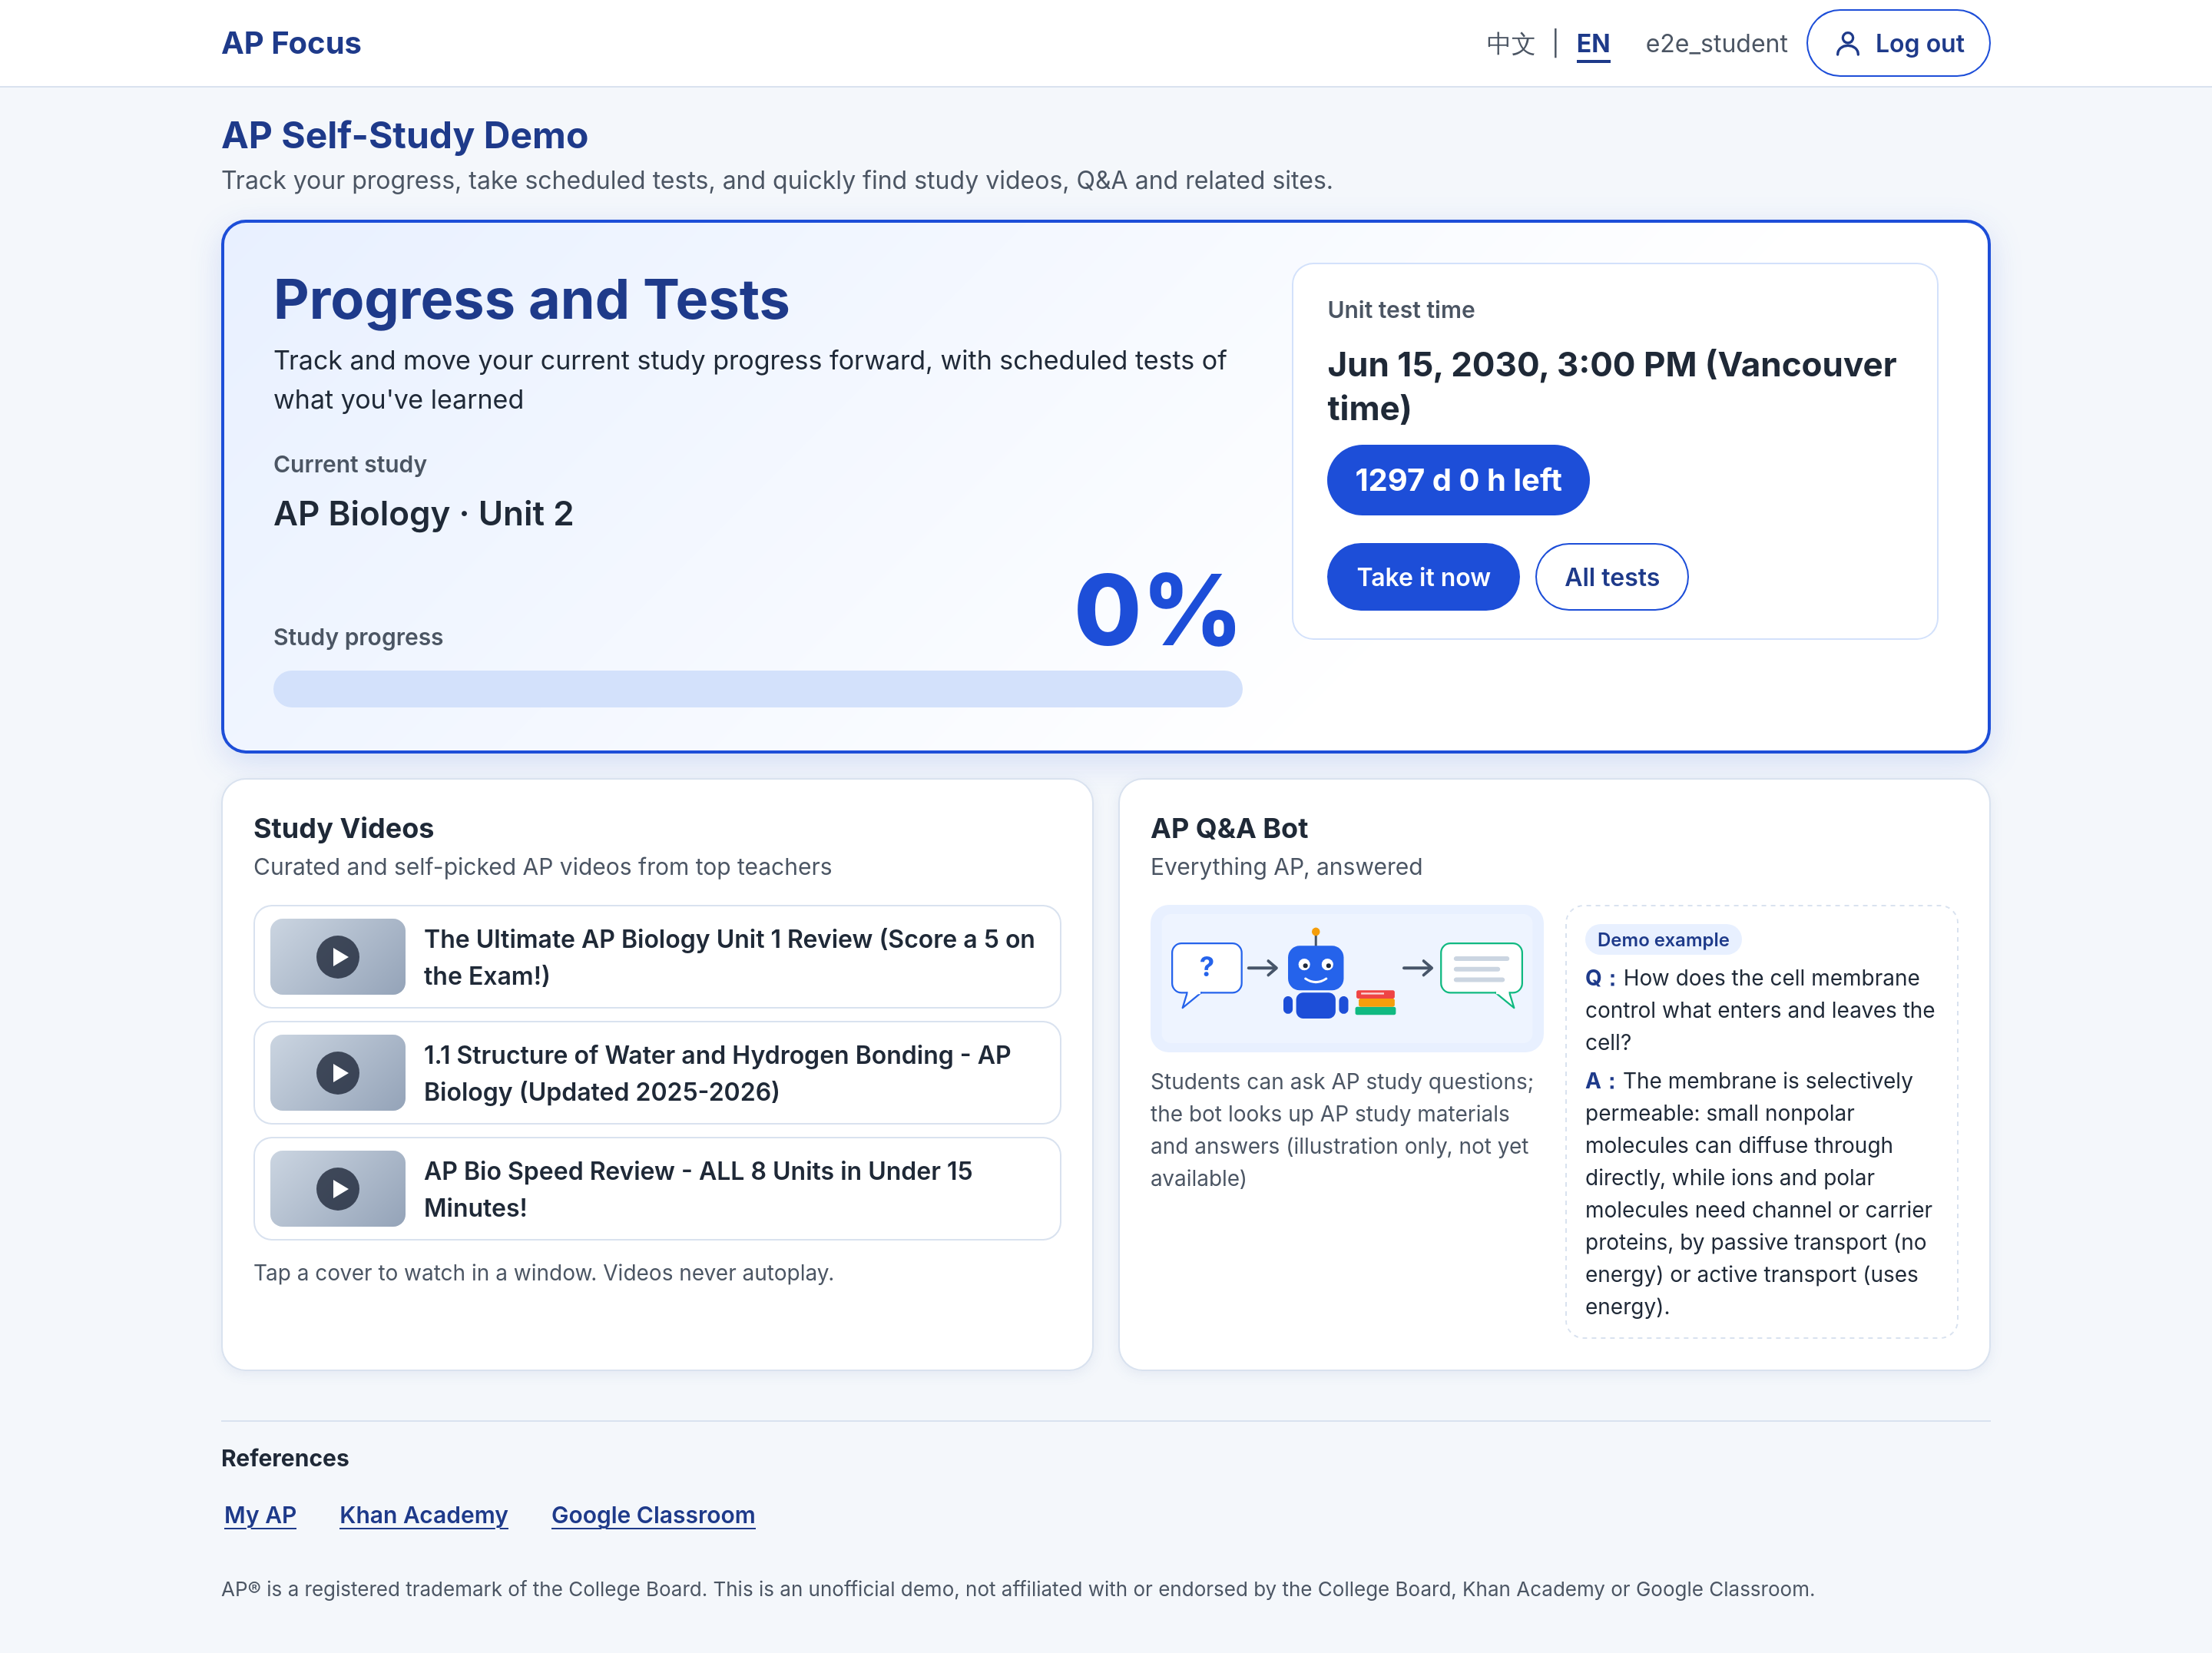 AP Focus
中文 | EN e2e_student Log out
AP Self-Study Demo
Track your progress, take scheduled tests, and quickly find study videos, Q&A and related sites.
Progress and Tests
Track and move your current study progress forward, with scheduled tests of
what you've learned
Current study
AP Biology · Unit 2
Study progress
0%
Unit test time
Jun 15, 2030, 3:00 PM (Vancouver
time)
1297 d 0 h left
Take it now
All tests
Study Videos
Curated and self-picked AP videos from top teachers
The Ultimate AP Biology Unit 1 Review (Score a 5 on
the Exam!)
1.1 Structure of Water and Hydrogen Bonding - AP
Biology (Updated 2025-2026)
AP Bio Speed Review - ALL 8 Units in Under 15
Minutes!
Tap a cover to watch in a window. Videos never autoplay.
AP Q&A Bot
Everything AP, answered
?
Students can ask AP study questions;
the bot looks up AP study materials
and answers (illustration only, not yet
available)
Demo example
Q：How does the cell membrane
control what enters and leaves the
cell?
A：The membrane is selectively
permeable: small nonpolar
molecules can diffuse through
directly, while ions and polar
molecules need channel or carrier
proteins, by passive transport (no
energy) or active transport (uses
energy).
References
My AP
Khan Academy
Google Classroom
AP® is a registered trademark of the College Board. This is an unofficial demo, not affiliated with or endorsed by the College Board, Khan Academy or Google Classroom.